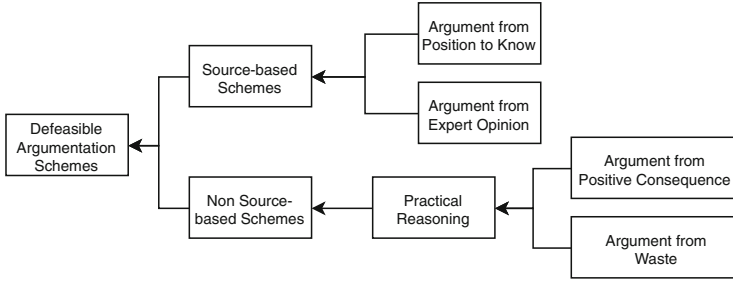 Argument from
Position to Know
Source-based
Schemes
Argument from
Expert Opinion
Defeasible
Argumentation
Schemes
Argument from
Positive Consequence
Non Source-
based Schemes
Practical
Reasoning
Argument from
Waste